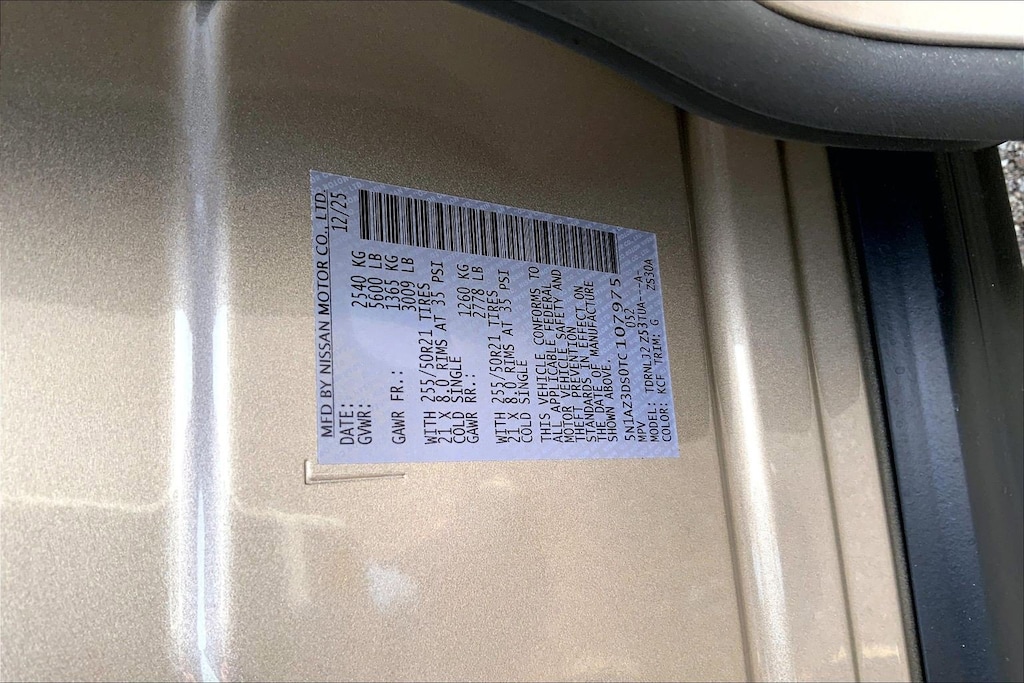 MFD BY NISSAN MOTOR CO., LTD.
DATE: 12/25
GVWR: 2540 KG
5600 LB
GAWR FR.: 1365 KG
3009 LB
WITH 255/50R21 TIRES
21 X 8.0 RIMS AT 35 PSI
COLD SINGLE
GAWR RR.: 1260 KG
2778 LB
WITH 255/50R21 TIRES
21 X 8.0 RIMS AT 35 PSI
COLD SINGLE
THIS VEHICLE CONFORMS TO
ALL APPLICABLE FEDERAL
MOTOR VEHICLE SAFETY AND
THEFT PREVENTION
STANDARDS IN EFFECT ON
THE DATE OF MANUFACTURE
SHOWN ABOVE.
5N1AZ3DS0TC107975
MPV U52
MODEL: TDRNLJ2 Z53TUA---A-
COLOR: KCF TRIM: G ZS30A